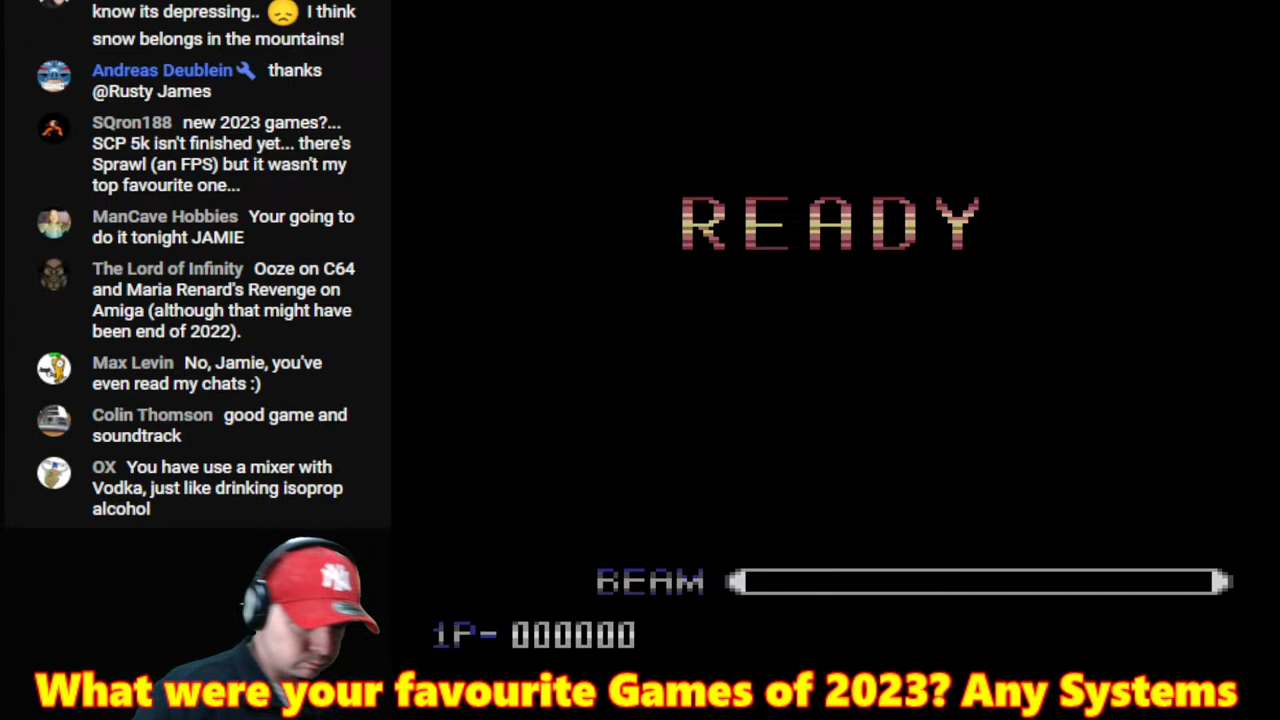 know its depressing.. 😞 I think
snow belongs in the mountains!
Andreas Deublein thanks
@Rusty James
SQron188 new 2023 games?...
SCP 5k isn't finished yet... there's
Sprawl (an FPS) but it wasn't my
top favourite one...
ManCave Hobbies Your going to
do it tonight JAMIE
The Lord of Infinity Ooze on C64
and Maria Renard's Revenge on
Amiga (although that might have
been end of 2022).
Max Levin No, Jamie, you've
even read my chats :)
Colin Thomson good game and
soundtrack
OX You have use a mixer with
Vodka, just like drinking isoprop
alcohol
READY
BEAM
1P- 000000
NY
What were your favourite Games of 2023? Any Systems